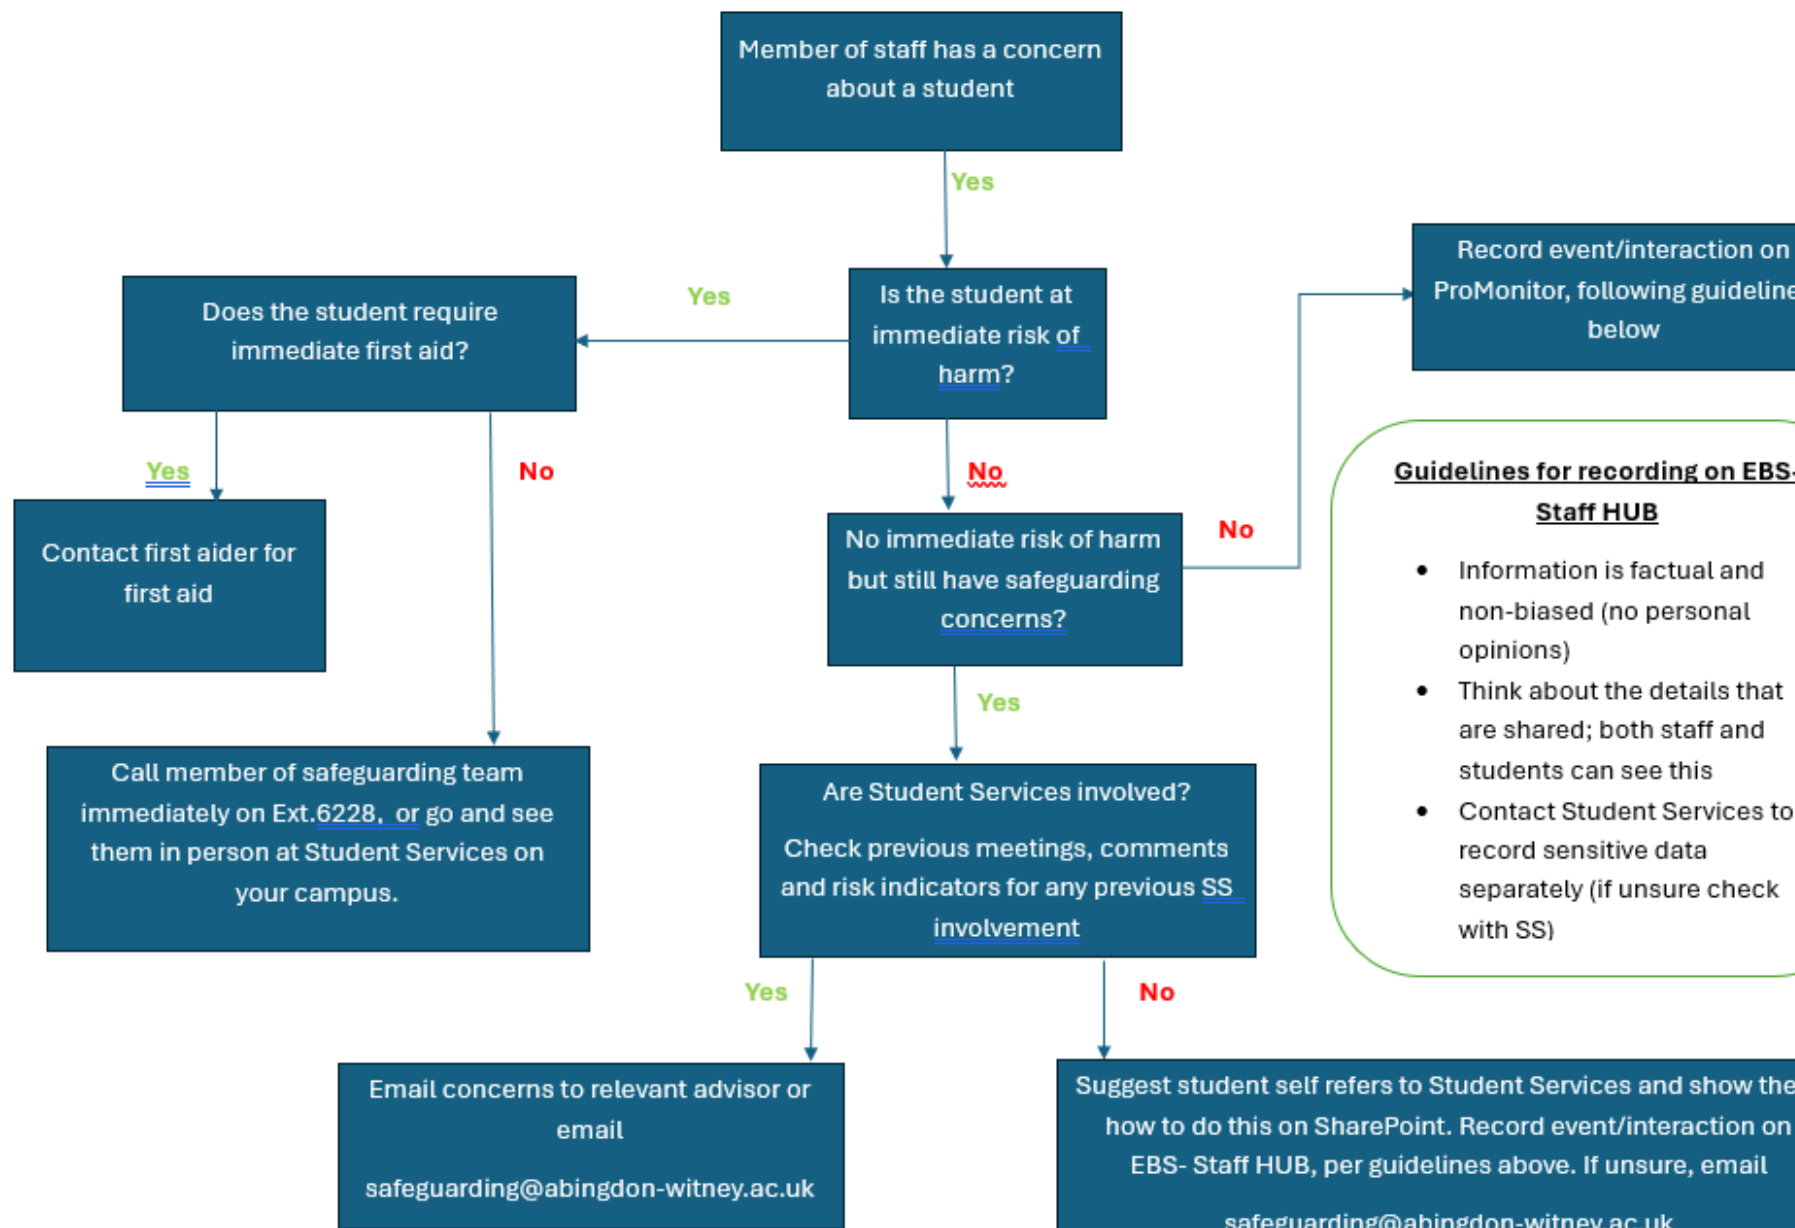 Member of staff has a concern
about a student
Yes
Is the student at
immediate risk of
harm?
Yes
Does the student require
immediate first aid?
Yes
Contact first aider for
first aid
No
Call member of safeguarding team
immediately on Ext.6228, or go and see
them in person at Student Services on
your campus.
No
No immediate risk of harm
but still have safeguarding
concerns?
No
Record event/interaction on
ProMonitor, following guideline
below
Guidelines for recording on EBS-
Staff HUB
• Information is factual and
non-biased (no personal
opinions)
• Think about the details that
are shared; both staff and
students can see this
• Contact Student Services to
record sensitive data
separately (if unsure check
with SS)
Yes
Are Student Services involved?
Check previous meetings, comments
and risk indicators for any previous SS
involvement
Yes
Email concerns to relevant advisor or
email
safeguarding@abingdon-witney.ac.uk
No
Suggest student self refers to Student Services and show the
how to do this on SharePoint. Record event/interaction on
EBS- Staff HUB, per guidelines above. If unsure, email
safeguarding@abingdon-witney.ac.uk